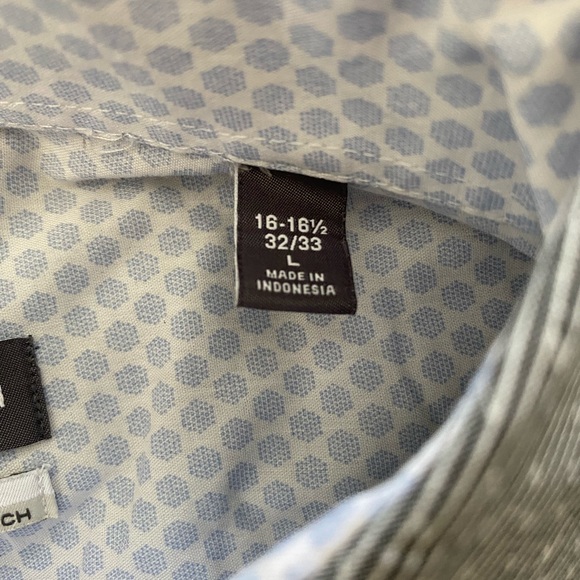 16-16½
32/33
L
MADE IN
INDONESIA
CH